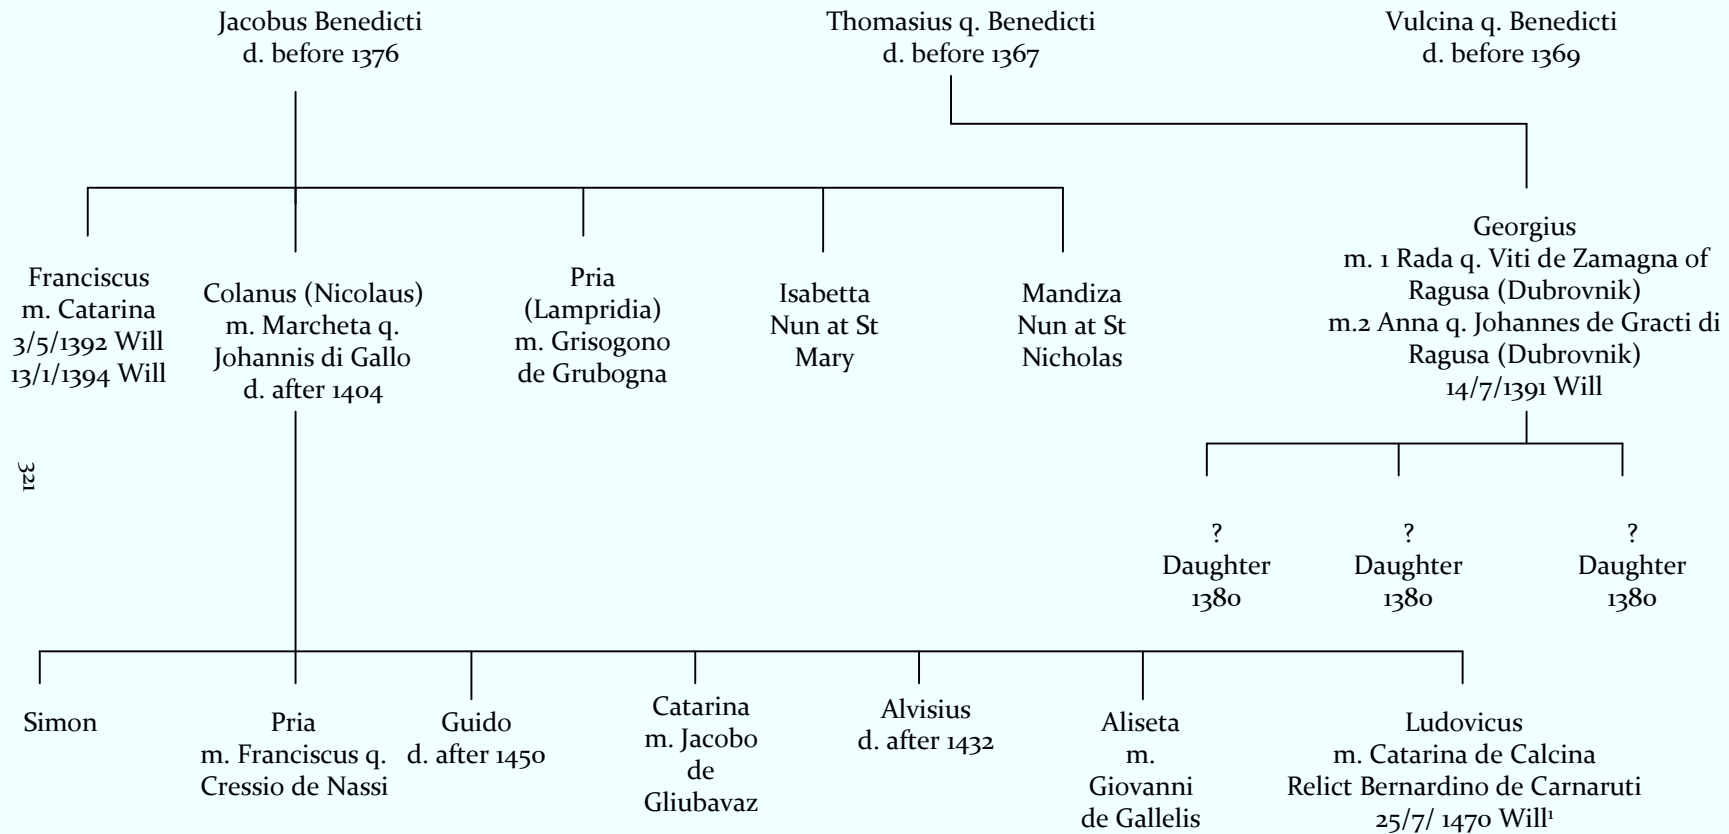 Jacobus Benedicti
d. before 1376
Thomasius q. Benedicti
d. before 1367
Vulcina q. Benedicti
d. before 1369
Franciscus
m. Catarina
3/5/1392 Will
13/1/1394 Will
Colanus (Nicolaus)
m. Marcheta q.
Johannis di Gallo
d. after 1404
Pria
(Lampridia)
m. Grisogono
de Grubogna
Isabetta
Nun at St
Mary
Mandiza
Nun at St
Nicholas
Georgius
m. 1 Rada q. Viti de Zamagna of
Ragusa (Dubrovnik)
m.2 Anna q. Johannes de Gracti di
Ragusa (Dubrovnik)
14/7/1391 Will
321
?
Daughter
1380
?
Daughter
1380
?
Daughter
1380
Simon
Pria
m. Franciscus q.
Cressio de Nassi
Guido
d. after 1450
Catarina
m. Jacobo
de
Gliubavaz
Alvisius
d. after 1432
Aliseta
m.
Giovanni
de Gallelis
Ludovicus
m. Catarina de Calcina
Relict Bernardino de Carnaruti
25/7/ 1470 Will¹